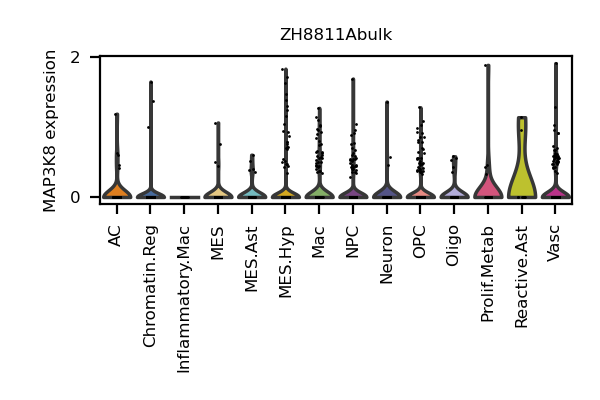 ZH8811Abulk
MAP3K8 expression
2
0
AC
Chromatin.Reg
Inflammatory.Mac
MES
MES.Ast
MES.Hyp
Mac
NPC
Neuron
OPC
Oligo
Prolif.Metab
Reactive.Ast
Vasc